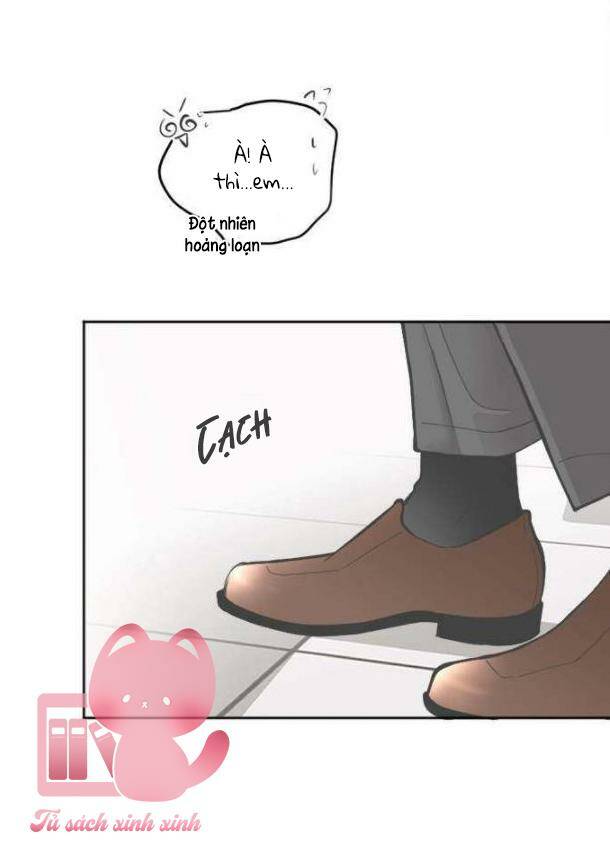 À! À
thì...em...
Đột nhiên
hoảng loạn
CẠCH
Tủ sách xinh xinh